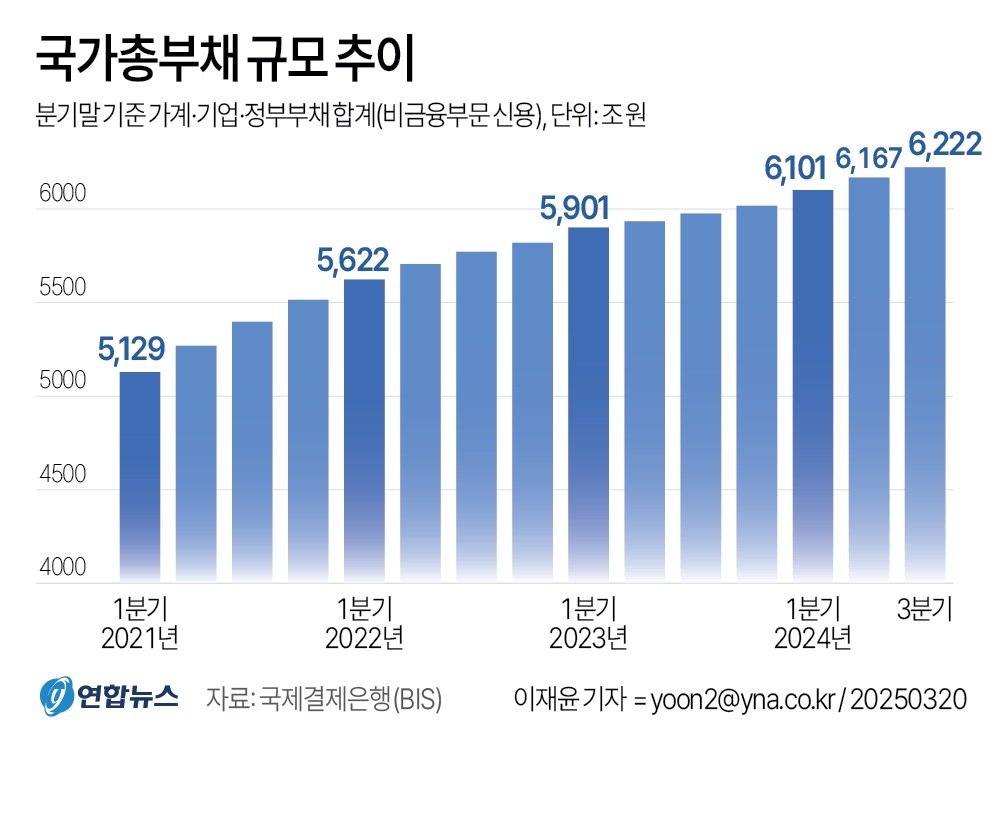 국가총부채 규모 추이
분기말 기준 가계·기업·정부부채 합계(비금융부문 신용), 단위: 조 원
6,222
6,167
6,101
6000
5,901
5500
5,622
5,129
5000
4500
4000
1분기 1분기 1분기 1분기 3분기
2021년 2022년 2023년 2024년
연합뉴스 자료: 국제결제은행(BIS) 이재윤 기자 = yoon2@yna.co.kr / 20250320